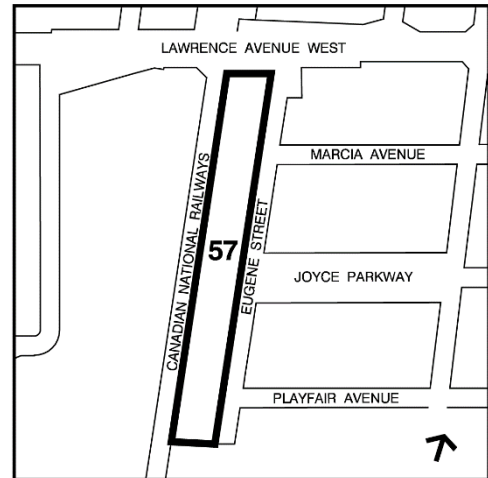 LAWRENCE AVENUE WEST
MARCIA AVENUE
CANADIAN NATIONAL RAILWAYS
57
EUGENE STREET
JOYCE PARKWAY
PLAYFAIR AVENUE